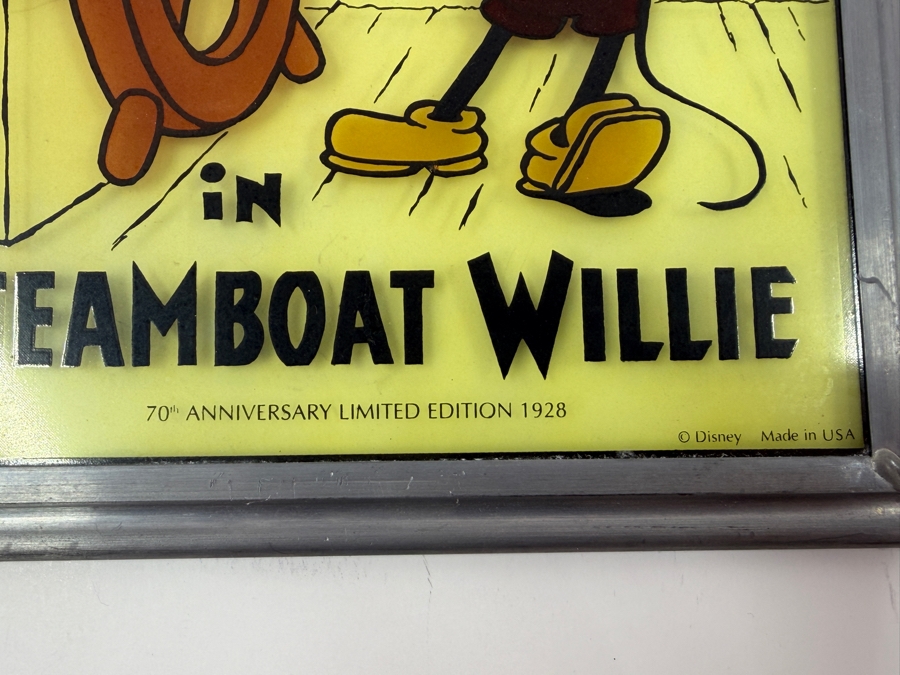 in
TEAMBOAT WILLIE
70th ANNIVERSARY LIMITED EDITION 1928
© Disney Made in USA